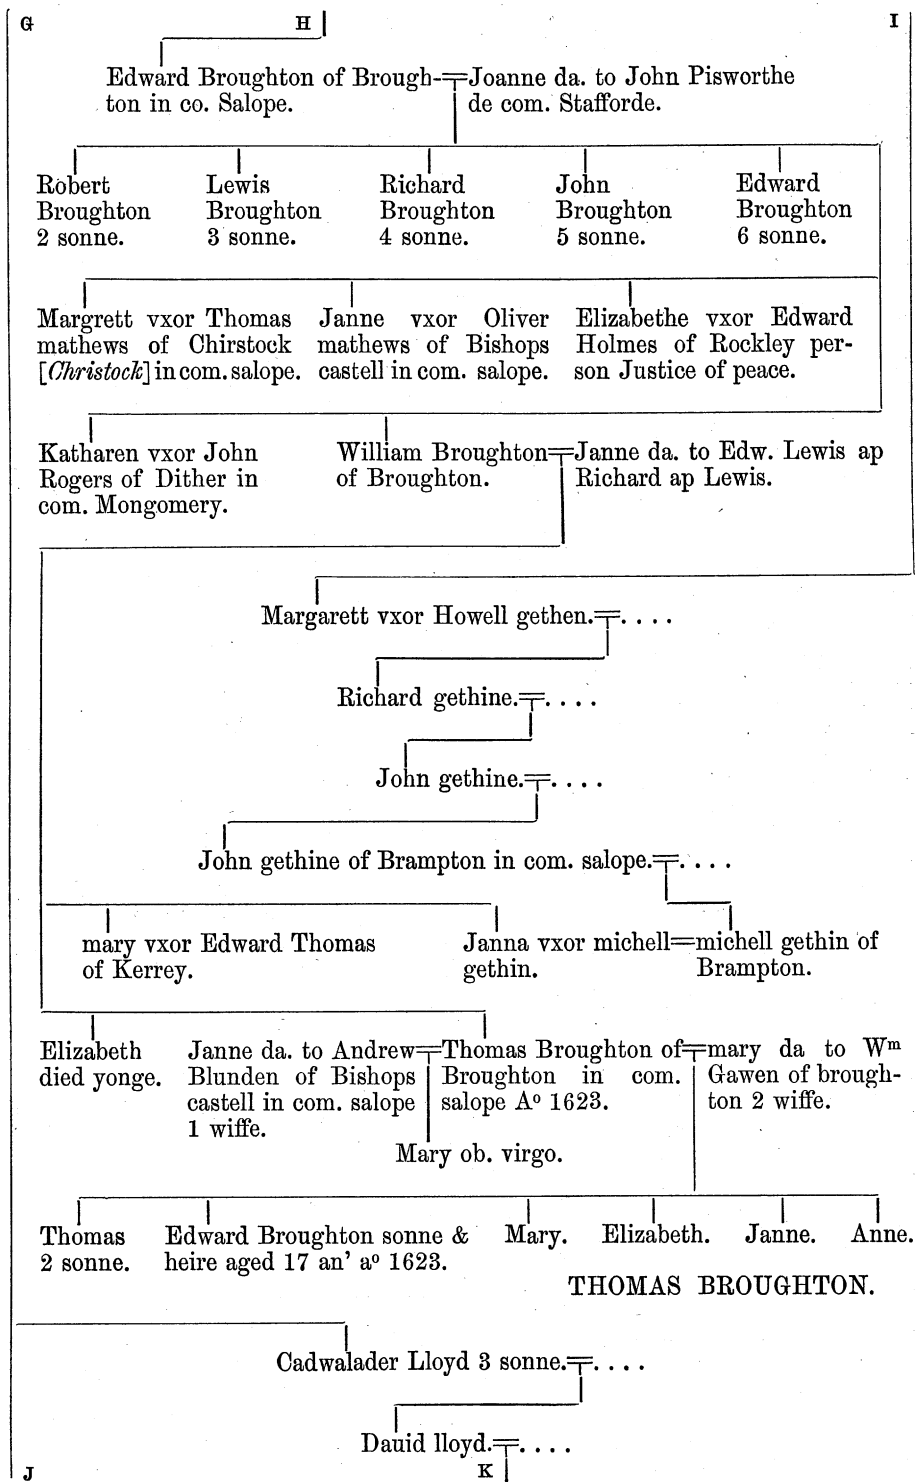 G H I
Edward Broughton of Brough-
ton in co. Salope.
Joanne da. to John Pisworthe
de com. Stafforde.
Robert
Broughton
2 sonne.
Lewis
Broughton
3 sonne.
Richard
Broughton
4 sonne.
John
Broughton
5 sonne.
Edward
Broughton
6 sonne.
Margrett vxor Thomas
mathews of Chirstock
[Christock] in com. salope.
Janne vxor Oliver
mathews of Bishops
castell in com. salope.
Elizabethe vxor Edward
Holmes of Rockley per-
son Justice of peace.
Katharen vxor John
Rogers of Dither in
com. Mongomery.
William Broughton
of Broughton.
Janne da. to Edw. Lewis ap
Richard ap Lewis.
Margarett vxor Howell gethen. . . . .
Richard gethine. . . . .
John gethine. . . . .
John gethine of Brampton in com. salope. . . . .
mary vxor Edward Thomas
of Kerrey.
Janna vxor michell
gethin.
michell gethin of
Brampton.
Elizabeth
died yonge.
Janne da. to Andrew
Blunden of Bishops
castell in com. salope
1 wiffe.
Thomas Broughton of
Broughton in com.
salope Aº 1623.
mary da to Wᵐ
Gawen of brough-
ton 2 wiffe.
Mary ob. virgo.
Thomas
2 sonne.
Edward Broughton sonne &
heire aged 17 an' aº 1623.
Mary.
Elizabeth.
Janne.
Anne.
THOMAS BROUGHTON.
Cadwalader Lloyd 3 sonne. . . . .
Dauid lloyd. . . . .
J K